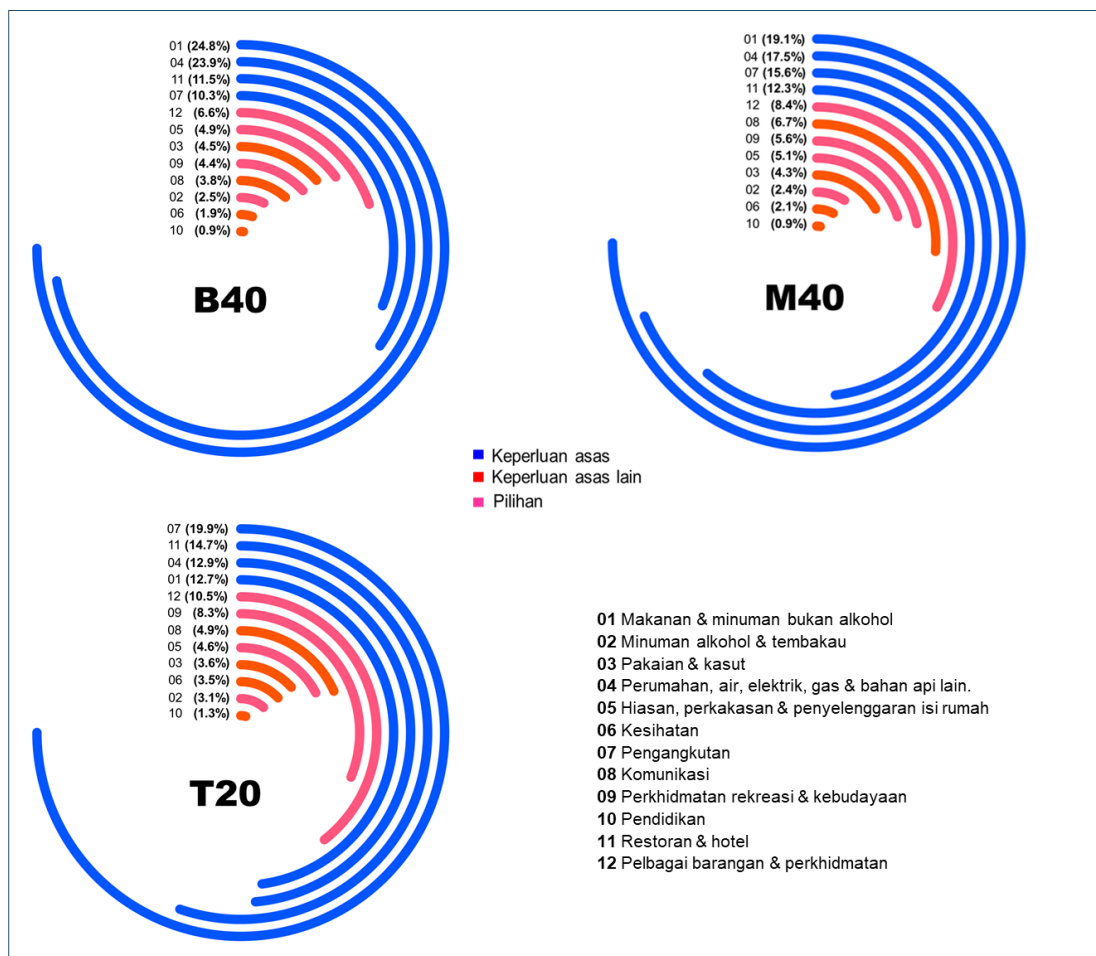 01 (24.8%)
04 (23.9%)
11 (11.5%)
07 (10.3%)
12 (6.6%)
05 (4.9%)
03 (4.5%)
09 (4.4%)
08 (3.8%)
02 (2.5%)
06 (1.9%)
10 (0.9%)
B40
01 (19.1%)
04 (17.5%)
07 (15.6%)
11 (12.3%)
12 (8.4%)
08 (6.7%)
09 (5.6%)
05 (5.1%)
03 (4.3%)
02 (2.4%)
06 (2.1%)
10 (0.9%)
M40
Keperluan asas
Keperluan asas lain
Pilihan
07 (19.9%)
11 (14.7%)
04 (12.9%)
01 (12.7%)
12 (10.5%)
09 (8.3%)
08 (4.9%)
05 (4.6%)
03 (3.6%)
06 (3.5%)
02 (3.1%)
10 (1.3%)
T20
01 Makanan & minuman bukan alkohol
02 Minuman alkohol & tembakau
03 Pakaian & kasut
04 Perumahan, air, elektrik, gas & bahan api lain.
05 Hiasan, perkakasan & penyelenggaran isi rumah
06 Kesihatan
07 Pengangkutan
08 Komunikasi
09 Perkhidmatan rekreasi & kebudayaan
10 Pendidikan
11 Restoran & hotel
12 Pelbagai barangan & perkhidmatan